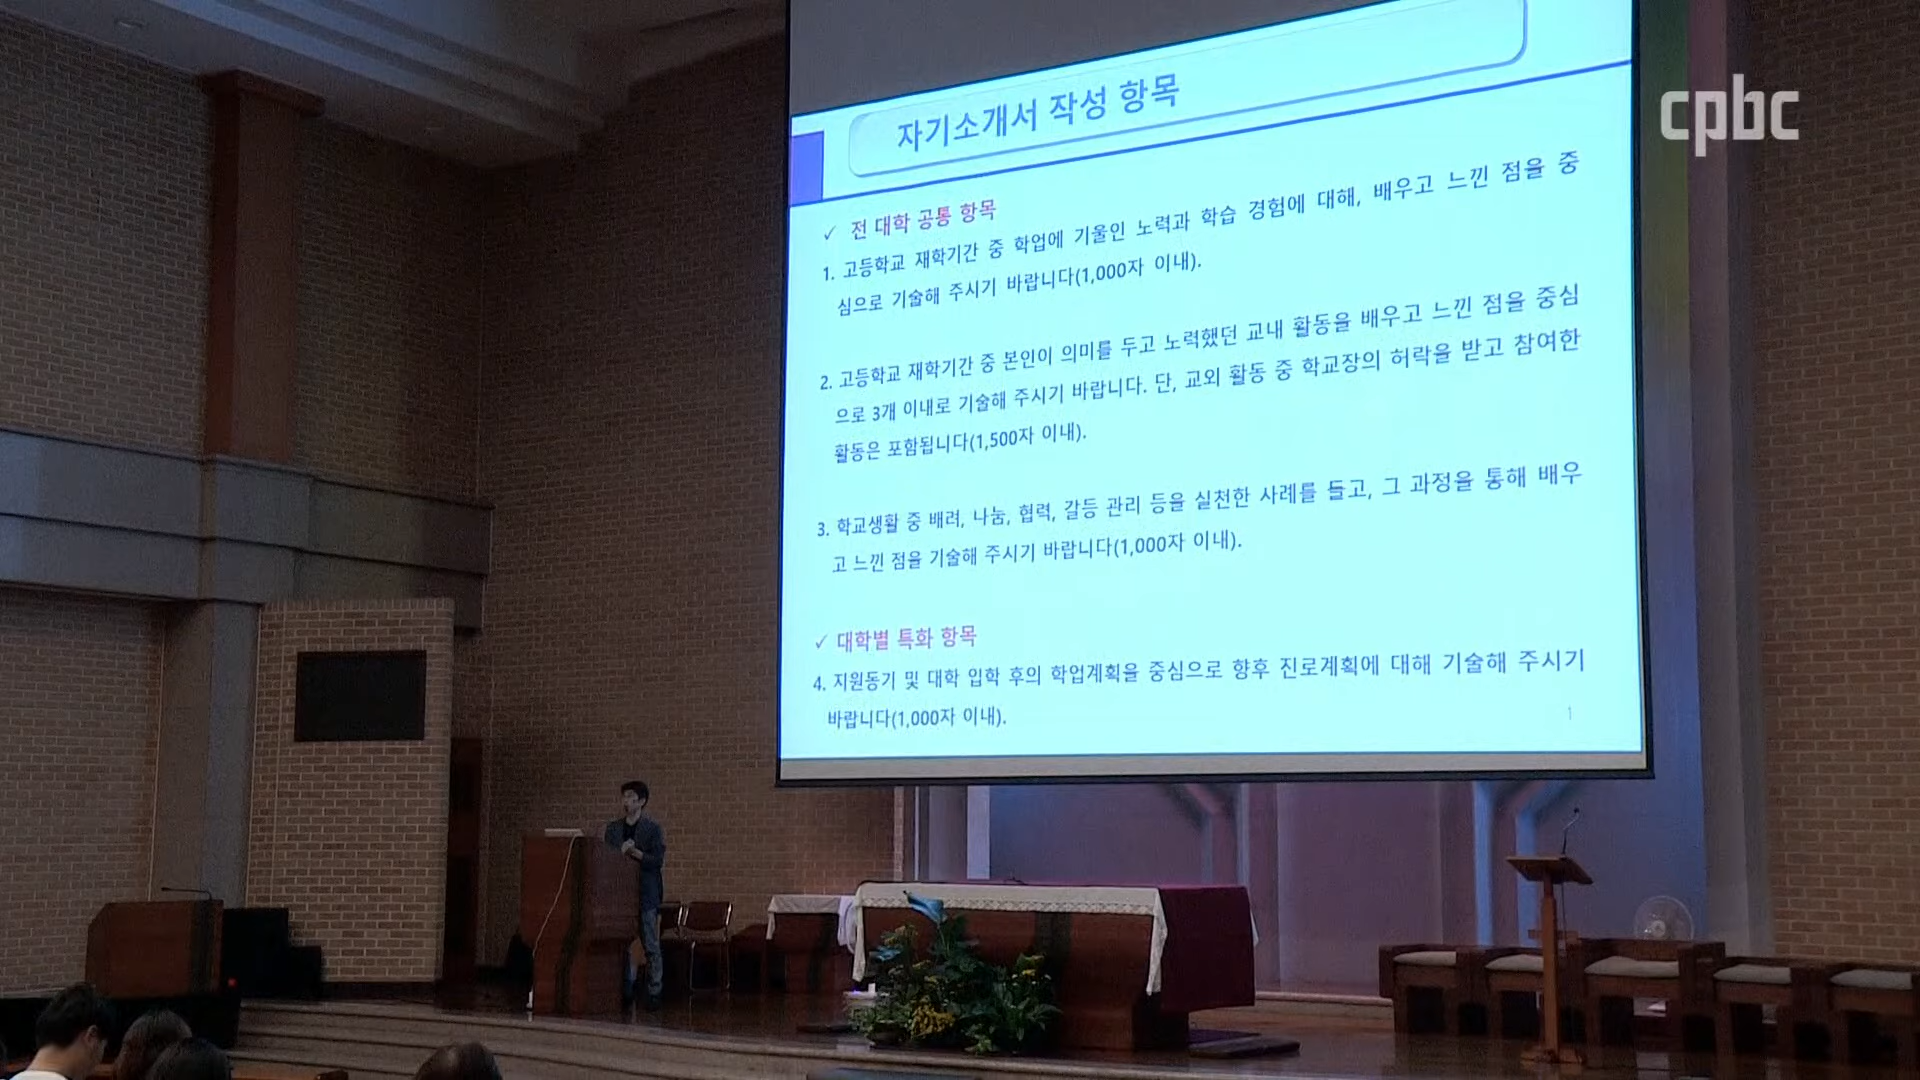 cpbc
자기소개서 작성 항목
✓ 전 대학 공통 항목
1. 고등학교 재학기간 중 학업에 기울인 노력과 학습 경험에 대해, 배우고 느낀 점을 중
심으로 기술해 주시기 바랍니다(1,000자 이내).
2. 고등학교 재학기간 중 본인이 의미를 두고 노력했던 교내 활동을 배우고 느낀 점을 중심
으로 3개 이내로 기술해 주시기 바랍니다. 단, 교외 활동 중 학교장의 허락을 받고 참여한
활동은 포함됩니다(1,500자 이내).
3. 학교생활 중 배려, 나눔, 협력, 갈등 관리 등을 실천한 사례를 들고, 그 과정을 통해 배우
고 느낀 점을 기술해 주시기 바랍니다(1,000자 이내).
✓ 대학별 특화 항목
4. 지원동기 및 대학 입학 후의 학업계획을 중심으로 향후 진로계획에 대해 기술해 주시기
바랍니다(1,000자 이내).
1